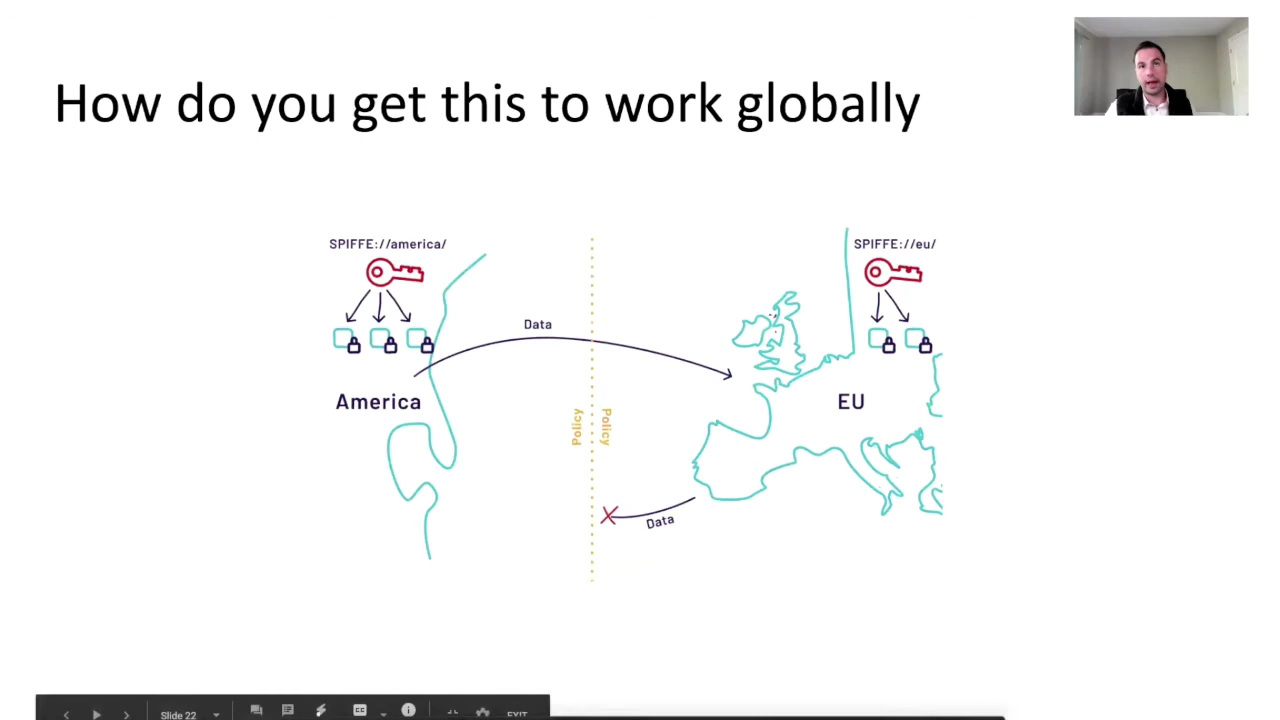 How do you get this to work globally
SPIFFE://america/
SPIFFE://eu/
Data
America
EU
Policy
Policy
Data
Slide 22
CC
EXIT